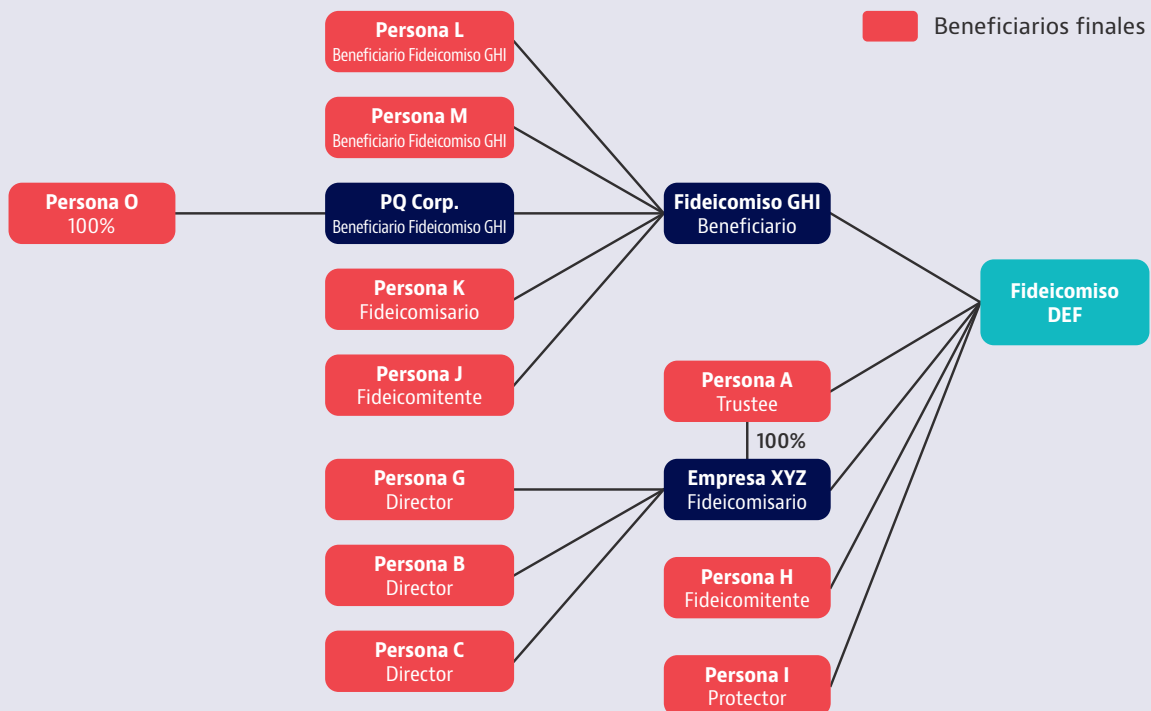 Beneficiarios finales
Persona L
Beneficiario Fideicomiso GHI
Persona M
Beneficiario Fideicomiso GHI
Persona O
100%
PQ Corp.
Beneficiario Fideicomiso GHI
Fideicomiso GHI
Beneficiario
Persona K
Fideicomisario
Fideicomiso
DEF
Persona J
Fideicomitente
Persona A
Trustee
100%
Persona G
Director
Empresa XYZ
Fideicomisario
Persona B
Director
Persona H
Fideicomitente
Persona C
Director
Persona I
Protector